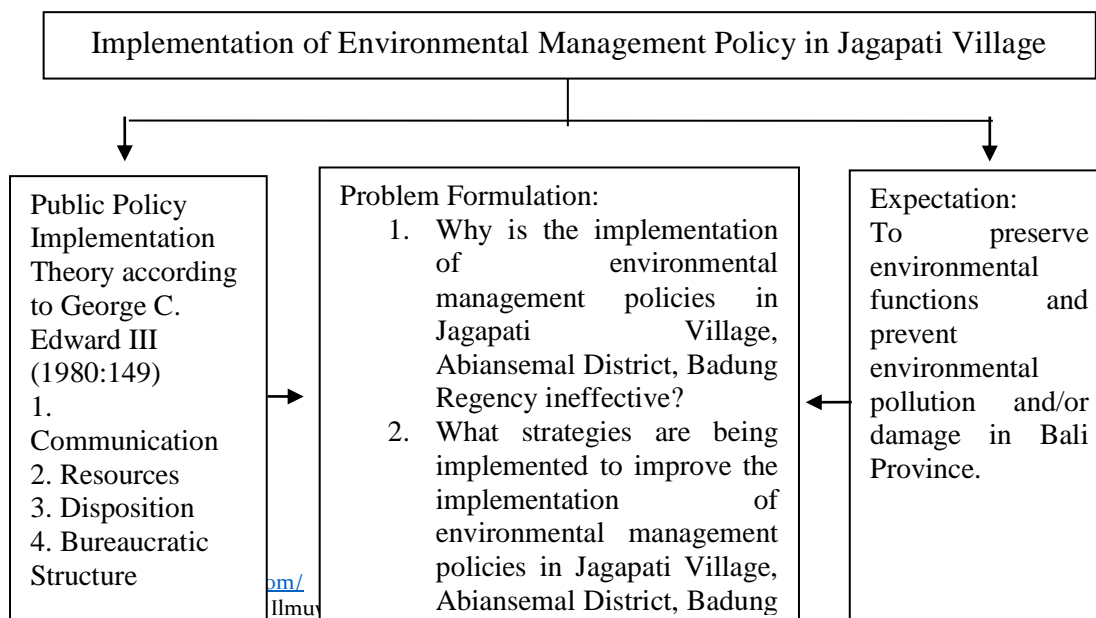 Implementation of Environmental Management Policy in Jagapati Village
Public Policy
Implementation
Theory according
to George C.
Edward III
(1980:149)
1.
Communication
2. Resources
3. Disposition
4. Bureaucratic
Structure
Problem Formulation:
1. Why is the implementation
of environmental
management policies in
Jagapati Village,
Abiansemal District, Badung
Regency ineffective?
2. What strategies are being
implemented to improve the
implementation of
environmental management
policies in Jagapati Village,
Abiansemal District, Badung
Expectation:
To preserve
environmental
functions and
prevent
environmental
pollution and/or
damage in Bali
Province.
om/